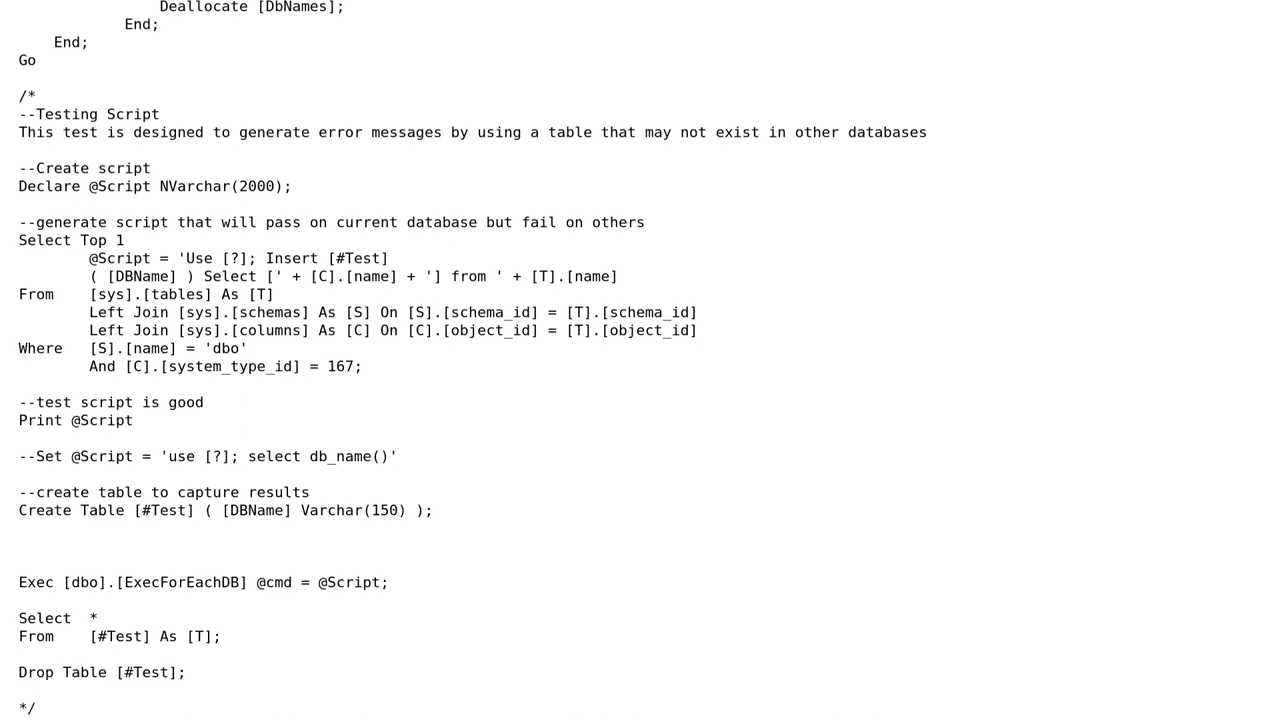 Deallocate [DbNames];
            End;
    End;
Go

/*
--Testing Script
This test is designed to generate error messages by using a table that may not exist in other databases

--Create script
Declare @Script NVarchar(2000);

--generate script that will pass on current database but fail on others
Select Top 1
        @Script = 'Use [?]; Insert [#Test]
        ( [DBName] ) Select [' + [C].[name] + '] from ' + [T].[name]
From    [sys].[tables] As [T]
        Left Join [sys].[schemas] As [S] On [S].[schema_id] = [T].[schema_id]
        Left Join [sys].[columns] As [C] On [C].[object_id] = [T].[object_id]
Where   [S].[name] = 'dbo'
        And [C].[system_type_id] = 167;

--test script is good
Print @Script

--Set @Script = 'use [?]; select db_name()'

--create table to capture results
Create Table [#Test] ( [DBName] Varchar(150) );



Exec [dbo].[ExecForEachDB] @cmd = @Script;

Select  *
From    [#Test] As [T];

Drop Table [#Test];

*/